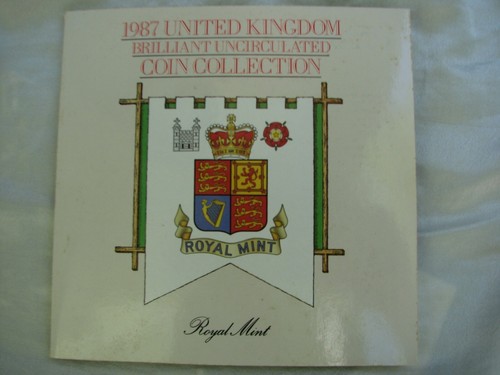 1987 UNITED KINGDOM
BRILLIANT UNCIRCULATED
COIN COLLECTION
ROYAL MINT
Royal Mint